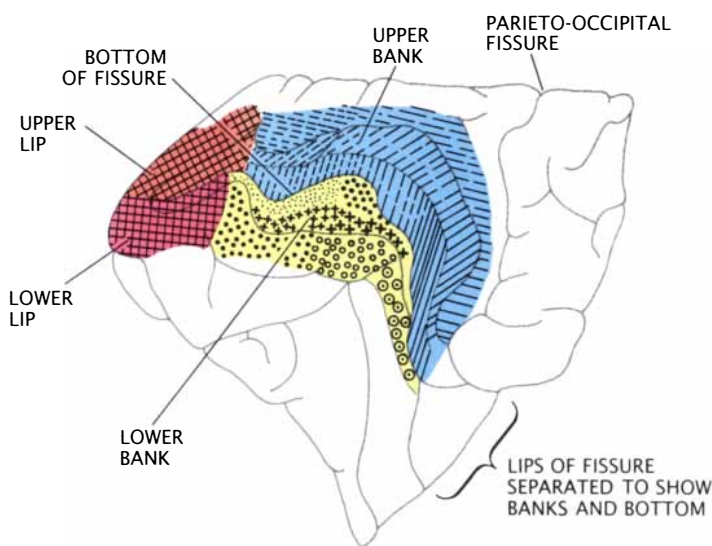 PARIETO-OCCIPITAL
FISSURE
UPPER
BANK
BOTTOM
OF FISSURE
UPPER
LIP
LOWER
LIP
LOWER
BANK
LIPS OF FISSURE
SEPARATED TO SHOW
BANKS AND BOTTOM